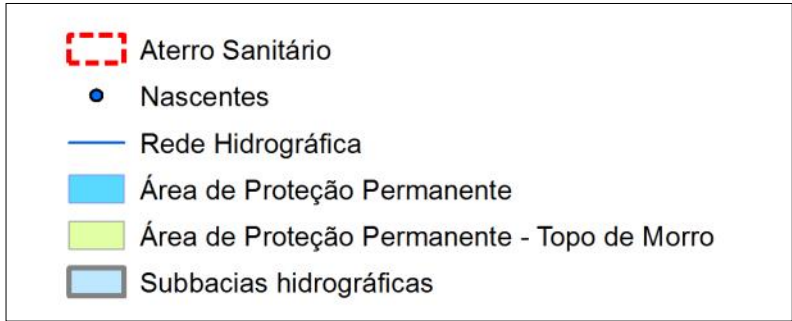 Aterro Sanitário
Nascentes
Rede Hidrográfica
Área de Proteção Permanente
Área de Proteção Permanente - Topo de Morro
Subbacias hidrográficas